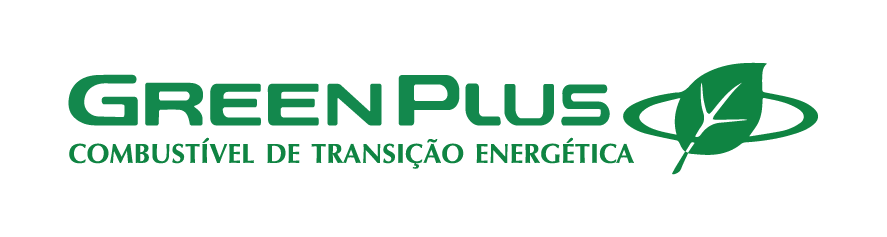 GREENPLUS
COMBUSTÍVEL DE TRANSIÇÃO ENERGÉTICA